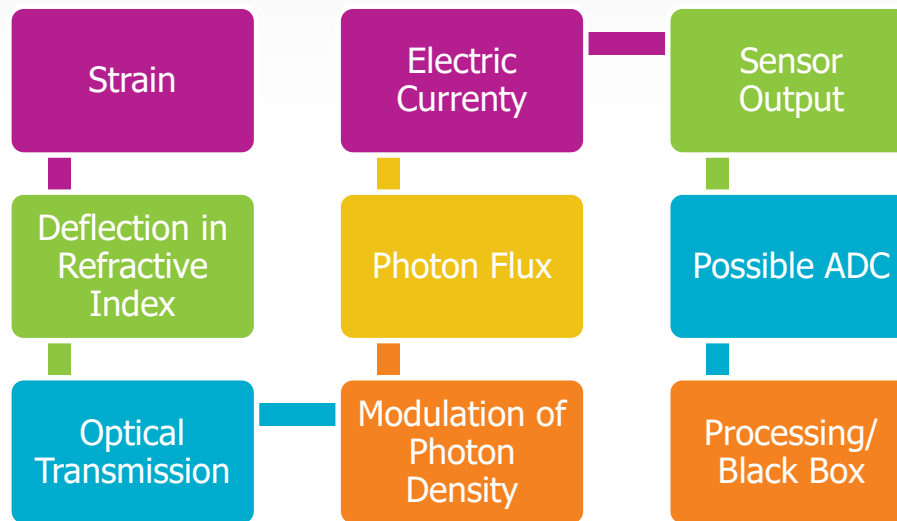 Strain
Deflection in
Refractive
Index
Optical
Transmission
Modulation of
Photon
Density
Photon Flux
Electric
Currenty
Sensor
Output
Possible ADC
Processing/
Black Box